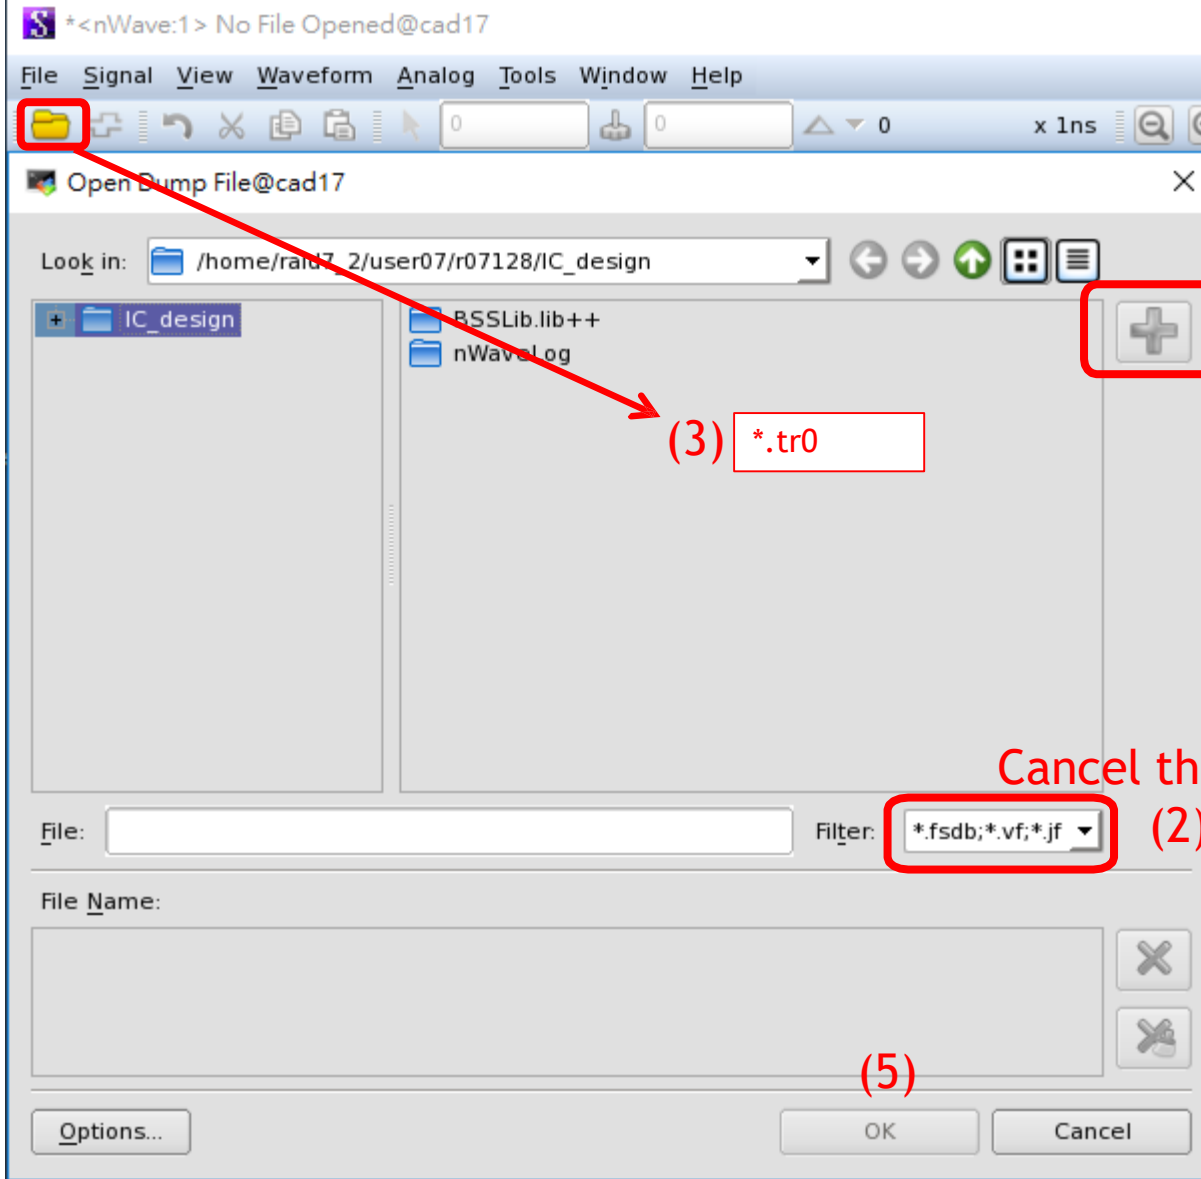 *<nWave:1> No File Opened@cad17
File Signal View Waveform Analog Tools Window Help
0 0 0 x 1ns
Open Dump File@cad17
Look in: /home/raid7_2/user07/r07128/IC_design
IC_design
BSSLib.lib++
nWaveLog
(3) *.tr0
Cancel th
File: Filter: *.fsdb;*.vf;*.jf (2)
File Name:
(5)
Options... OK Cancel